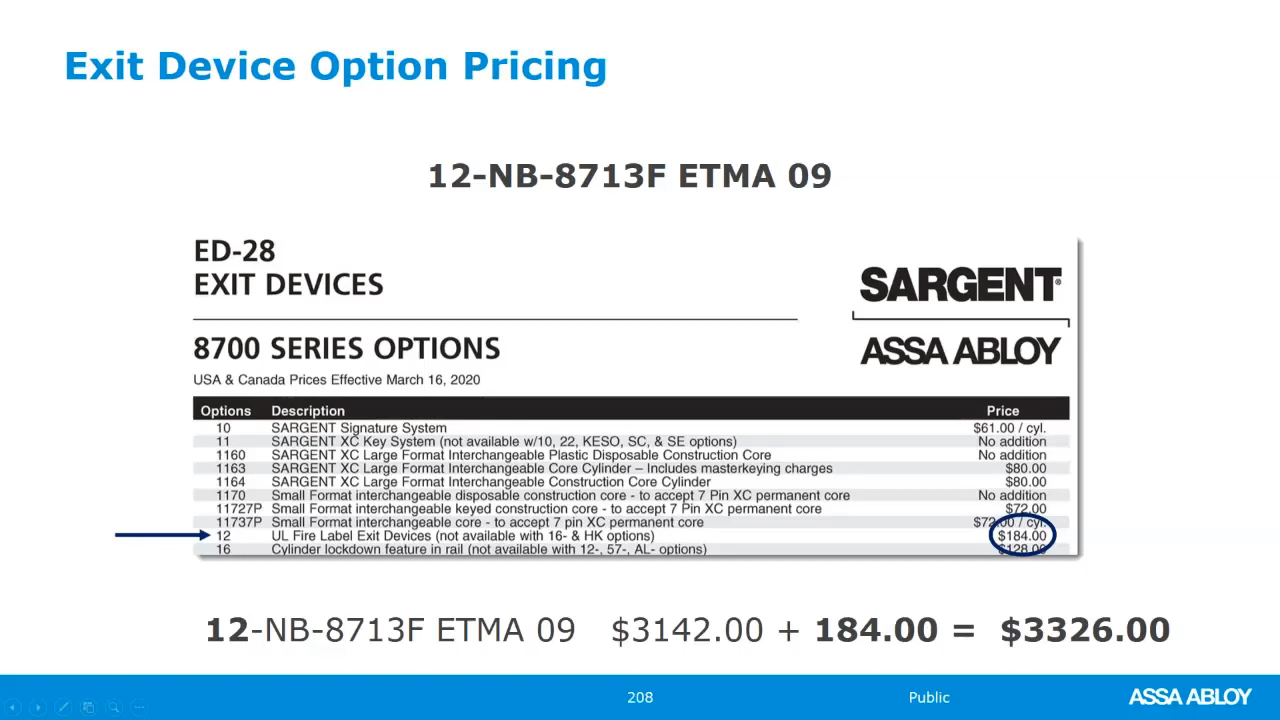 Exit Device Option Pricing
12-NB-8713F ETMA 09
ED-28
EXIT DEVICES
SARGENT®
ASSA ABLOY
8700 SERIES OPTIONS
USA & Canada Prices Effective March 16, 2020
Options Description Price
10 SARGENT Signature System $61.00 / cyl.
11 SARGENT XC Key System (not available w/10, 22, KESO, SC, & SE options) No addition
1160 SARGENT XC Large Format Interchangeable Plastic Disposable Construction Core No addition
1163 SARGENT XC Large Format Interchangeable Core Cylinder – Includes masterkeying charges $80.00
1164 SARGENT XC Large Format Interchangeable Construction Core Cylinder $80.00
1170 Small Format interchangeable disposable construction core - to accept 7 Pin XC permanent core No addition
11727P Small Format interchangeable keyed construction core - to accept 7 Pin XC permanent core $72.00
11737P Small Format interchangeable core - to accept 7 pin XC permanent core $72.00 / cyl.
12 UL Fire Label Exit Devices (not available with 16- & HK options) $184.00
16 Cylinder lockdown feature in rail (not available with 12-, 57-, AL- options) $128.00
12-NB-8713F ETMA 09 $3142.00 + 184.00 = $3326.00
208 Public ASSA ABLOY